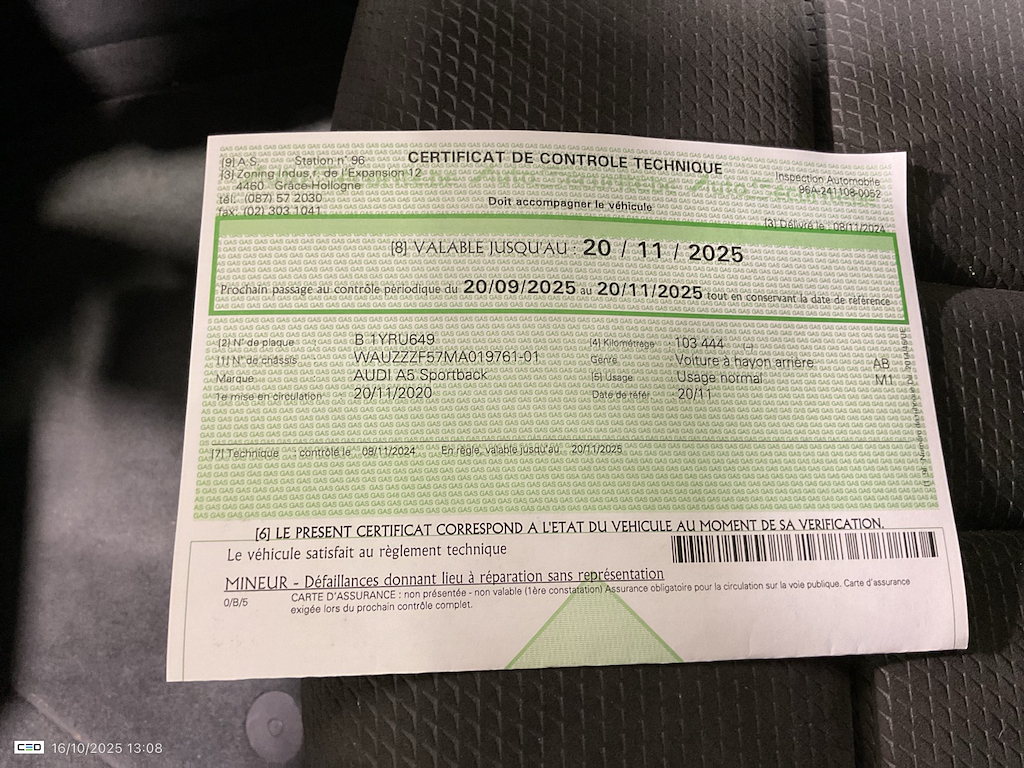 [9] A.S. Station n° 96
CERTIFICAT DE CONTROLE TECHNIQUE
[3] Zoning Indus.f, de l'Expansion 12
4460 Grâce-Hollogne
tél: (087) 57 2030
fax: (02) 303 1041
Inspection Automobile
96A-241108-0062
Doit accompagner le véhicule
[3] Délivré le : 08/11/2024
[8] VALABLE JUSQU'AU : 20 / 11 / 2025
Prochain passage au contrôle périodique du 20/09/2025 au 20/11/2025 tout en conservant la date de référence
[2] N° de plaque B 1YRU649
[4] Kilométrage : 103 444 (-)
[1] N° de châssis WAUZZZF57MA019761-01
Genre Voiture à hayon arrière AB
Marque AUDI A5 Sportback
[5] Usage : Usage normal M1
1e mise en circulation : 20/11/2020
Date de référ : 20/11
[7] Technique : contrôlé le 08/11/2024 En règle, valable jusqu'au 20/11/2025
[6] LE PRESENT CERTIFICAT CORRESPOND A L'ETAT DU VEHICULE AU MOMENT DE SA VERIFICATION.
Le véhicule satisfait au règlement technique
MINEUR - Défaillances donnant lieu à réparation sans représentation
0/B/5 CARTE D'ASSURANCE : non présentée - non valable (1ère constatation) Assurance obligatoire pour la circulation sur la voie publique. Carte d'assurance
exigée lors du prochain contrôle complet.
CEO 16/10/2025 13:08